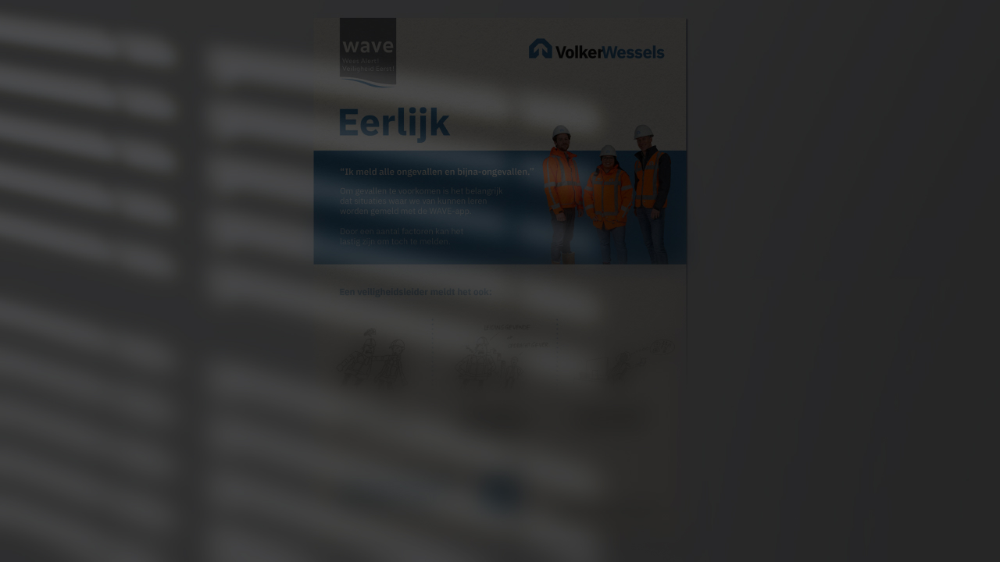 wave
Wees Alert!
Veiligheid Eerst!
VolkerWessels
Eerlijk
“Ik meld alle ongevallen en bijna-ongevallen.”
Om gevallen te voorkomen is het belangrijk
dat situaties waar we van kunnen leren
worden gemeld met de WAVE-app.
Door een aantal factoren kan het
lastig zijn om toch te melden.
Een veiligheidsleider meldt het ook: